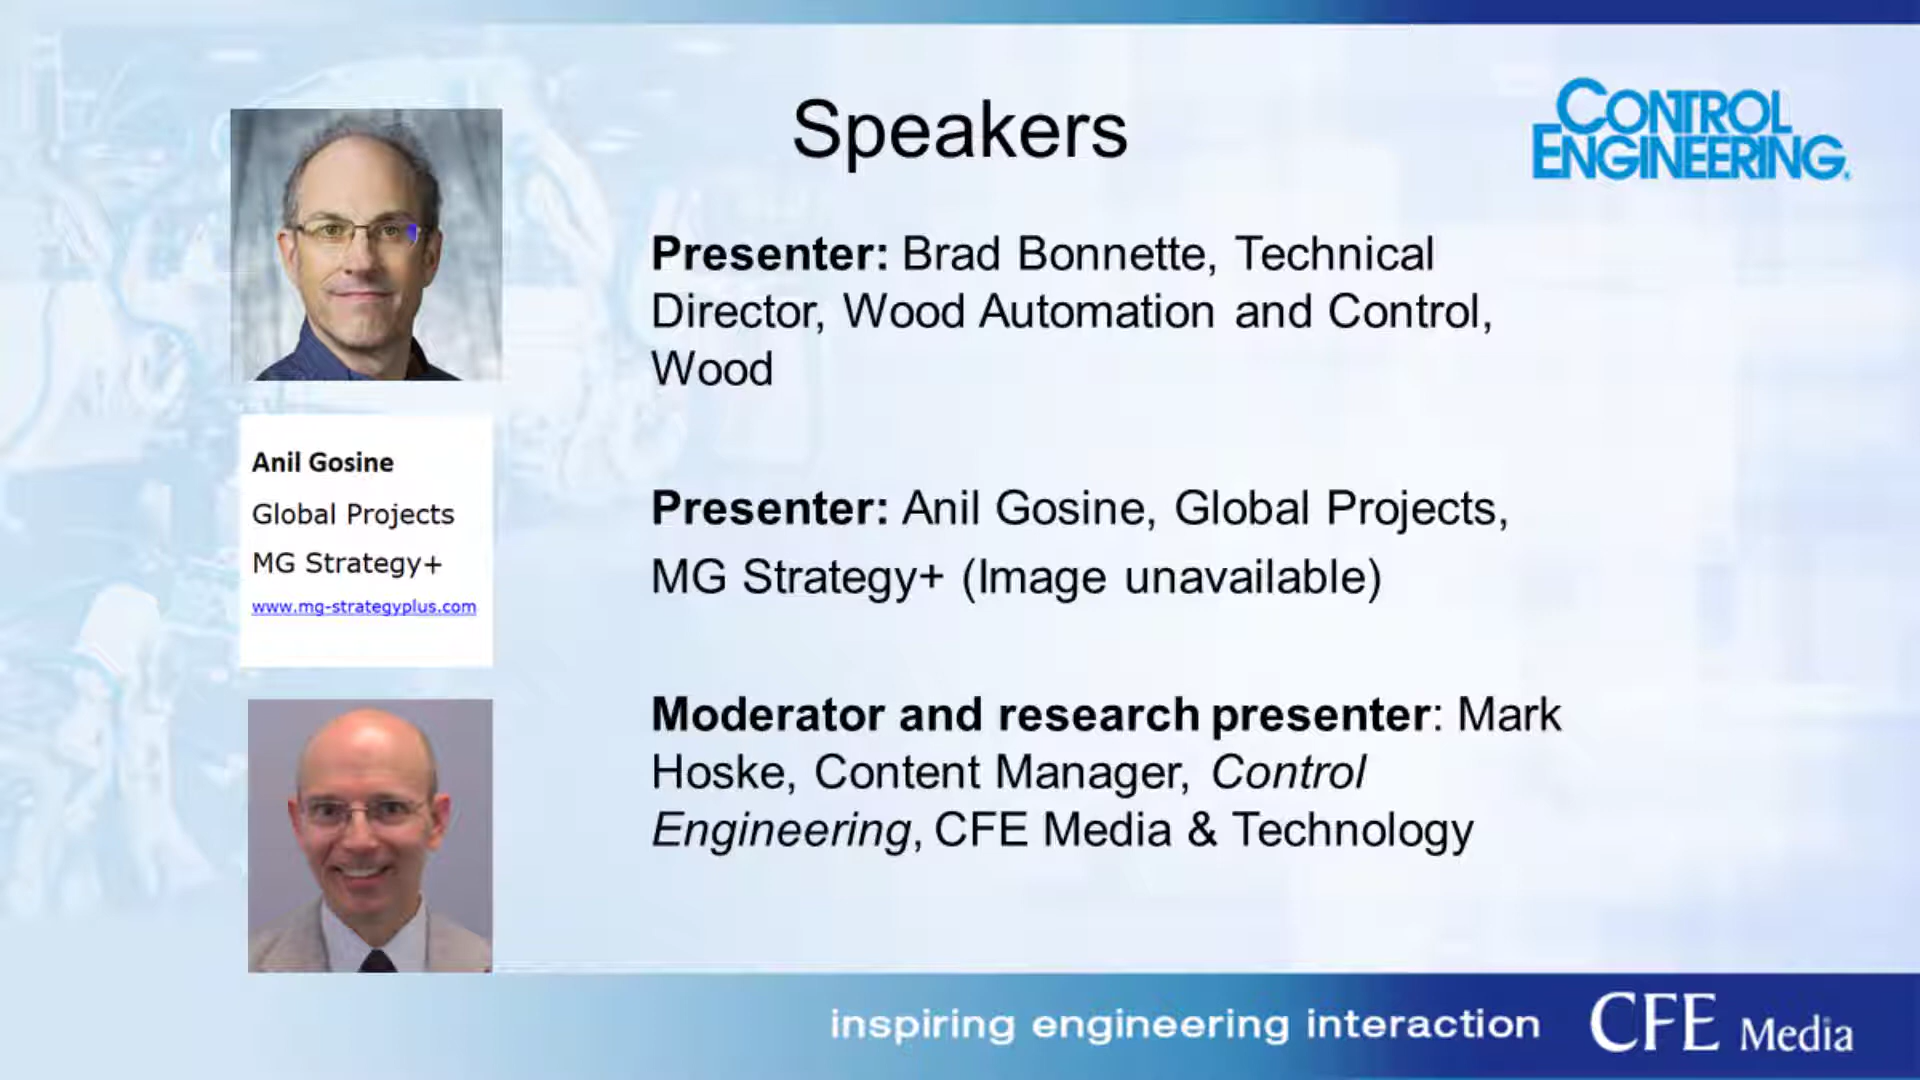 Speakers
CONTROL
ENGINEERING®
Presenter: Brad Bonnette, Technical
Director, Wood Automation and Control,
Wood
Anil Gosine
Global Projects
MG Strategy+
www.mg-strategyplus.com
Presenter: Anil Gosine, Global Projects,
MG Strategy+ (Image unavailable)
Moderator and research presenter: Mark
Hoske, Content Manager, Control
Engineering, CFE Media & Technology
inspiring engineering interaction
CFE Media